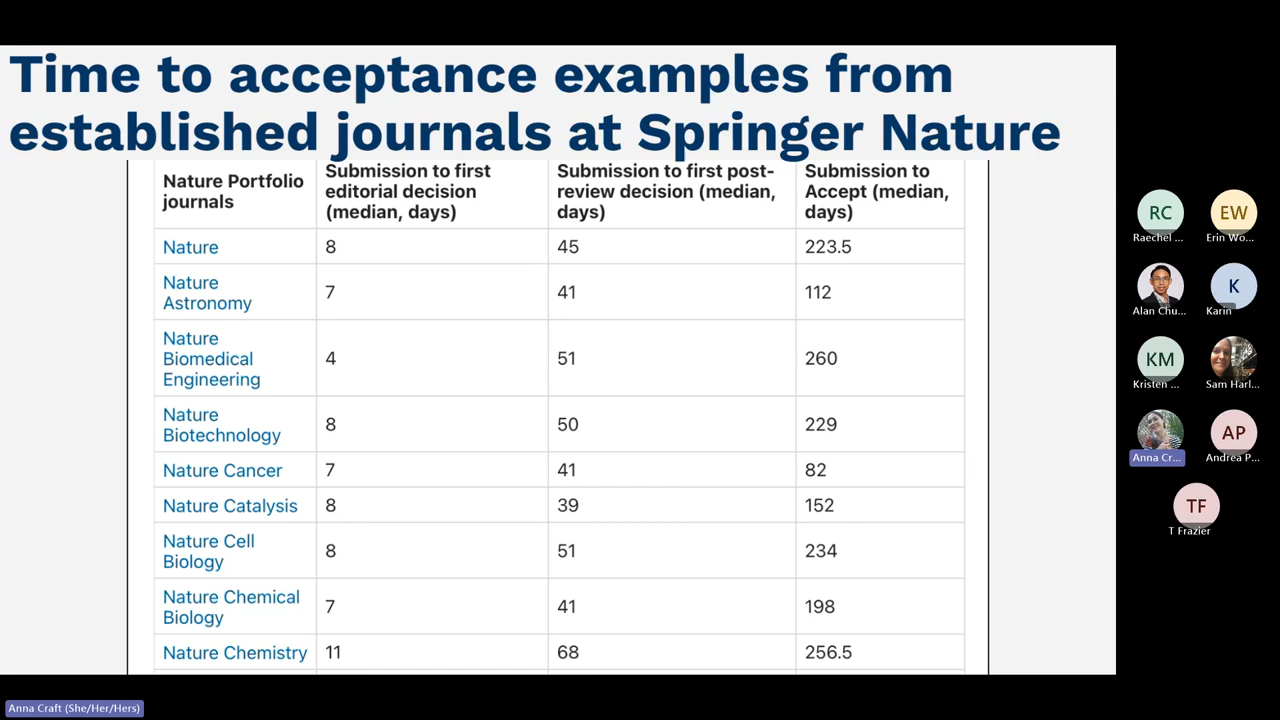 Time to acceptance examples from
established journals at Springer Nature
Nature Portfolio
journals
Submission to first
editorial decision
(median, days)
Submission to first post-
review decision (median,
days)
Submission to
Accept (median,
days)
Nature
8
45
223.5
Nature
Astronomy
7
41
112
Nature
Biomedical
Engineering
4
51
260
Nature
Biotechnology
8
50
229
Nature Cancer
7
41
82
Nature Catalysis
8
39
152
Nature Cell
Biology
8
51
234
Nature Chemical
Biology
7
41
198
Nature Chemistry
11
68
256.5
RC
Raechel ...
EW
Erin Wo...
Alan Chu...
K
Karin
KM
Kristen ...
Sam Harl...
Anna Cr...
AP
Andrea P...
TF
T Frazier
Anna Craft (She/Her/Hers)